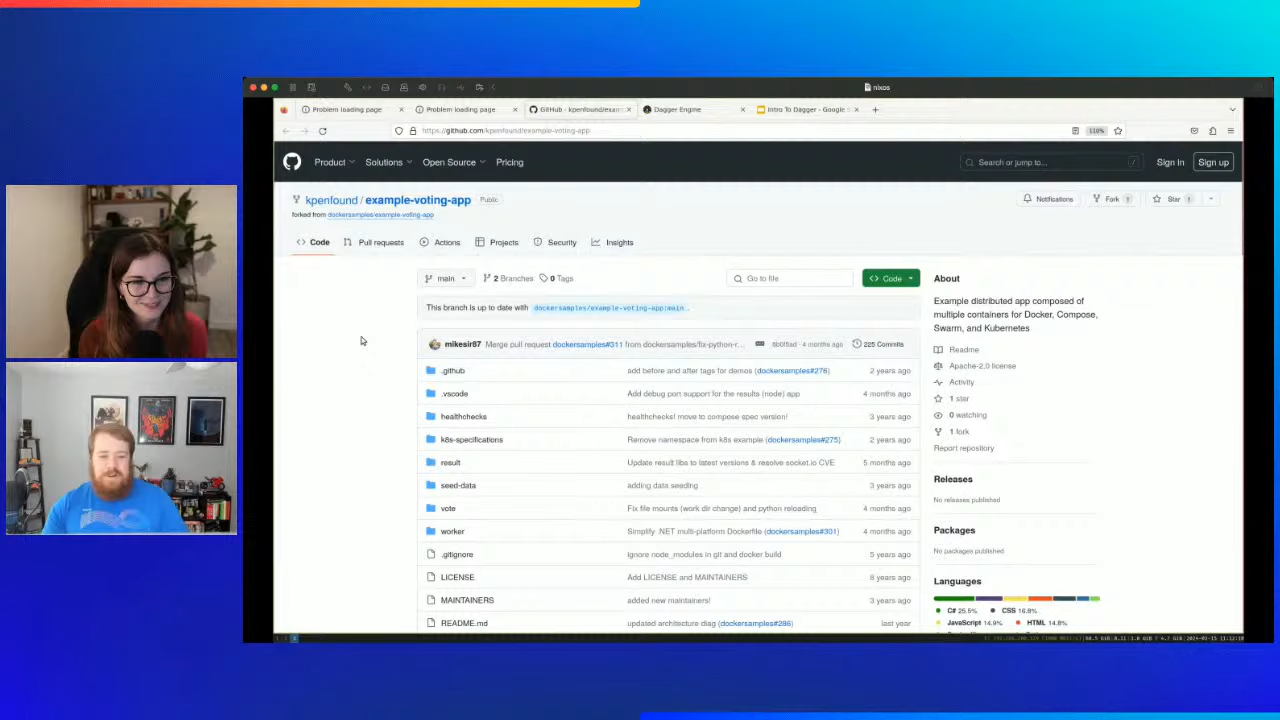 nixos
Problem loading page
Problem loading page
GitHub - kpenfound/exam
Dagger Engine
Intro To Dagger - Google S
https://github.com/kpenfound/example-voting-app
110%
Product
Solutions
Open Source
Pricing
Search or jump to...
/
Sign in
Sign up
kpenfound / example-voting-app
Public
forked from dockersamples/example-voting-app
Notifications
Fork 1
Star 1
Code
Pull requests
Actions
Projects
Security
Insights
main
2 Branches
0 Tags
Go to file
Code
This branch is up to date with dockersamples/example-voting-app:main .
mikesir87 Merge pull request dockersamples#311 from dockersamples/fix-python-r...
4 months ago
225 Commits
.github add before and after tags for demos (dockersamples#276) 2 years ago
.vscode Add debug port support for the results (node) app 4 months ago
healthchecks healthchecks! move to compose spec version! 3 years ago
k8s-specifications Remove namespace from k8s example (dockersamples#275) 2 years ago
result Update result libs to latest versions & resolve socket.io CVE 5 months ago
seed-data adding data seeding 3 years ago
vote Fix file mounts (work dir change) and python reloading 4 months ago
worker Simplify .NET multi-platform Dockerfile (dockersamples#301) 4 months ago
.gitignore ignore node_modules in git and docker build 5 years ago
LICENSE Add LICENSE and MAINTAINERS 8 years ago
MAINTAINERS added new maintainers! 3 years ago
README.md updated architecture diag (dockersamples#286) last year
About
Example distributed app composed of
multiple containers for Docker, Compose,
Swarm, and Kubernetes
Readme
Apache-2.0 license
Activity
1 star
0 watching
1 fork
Report repository
Releases
No releases published
Packages
No packages published
Languages
C# 25.5%
CSS 16.8%
JavaScript 14.9%
HTML 14.8%